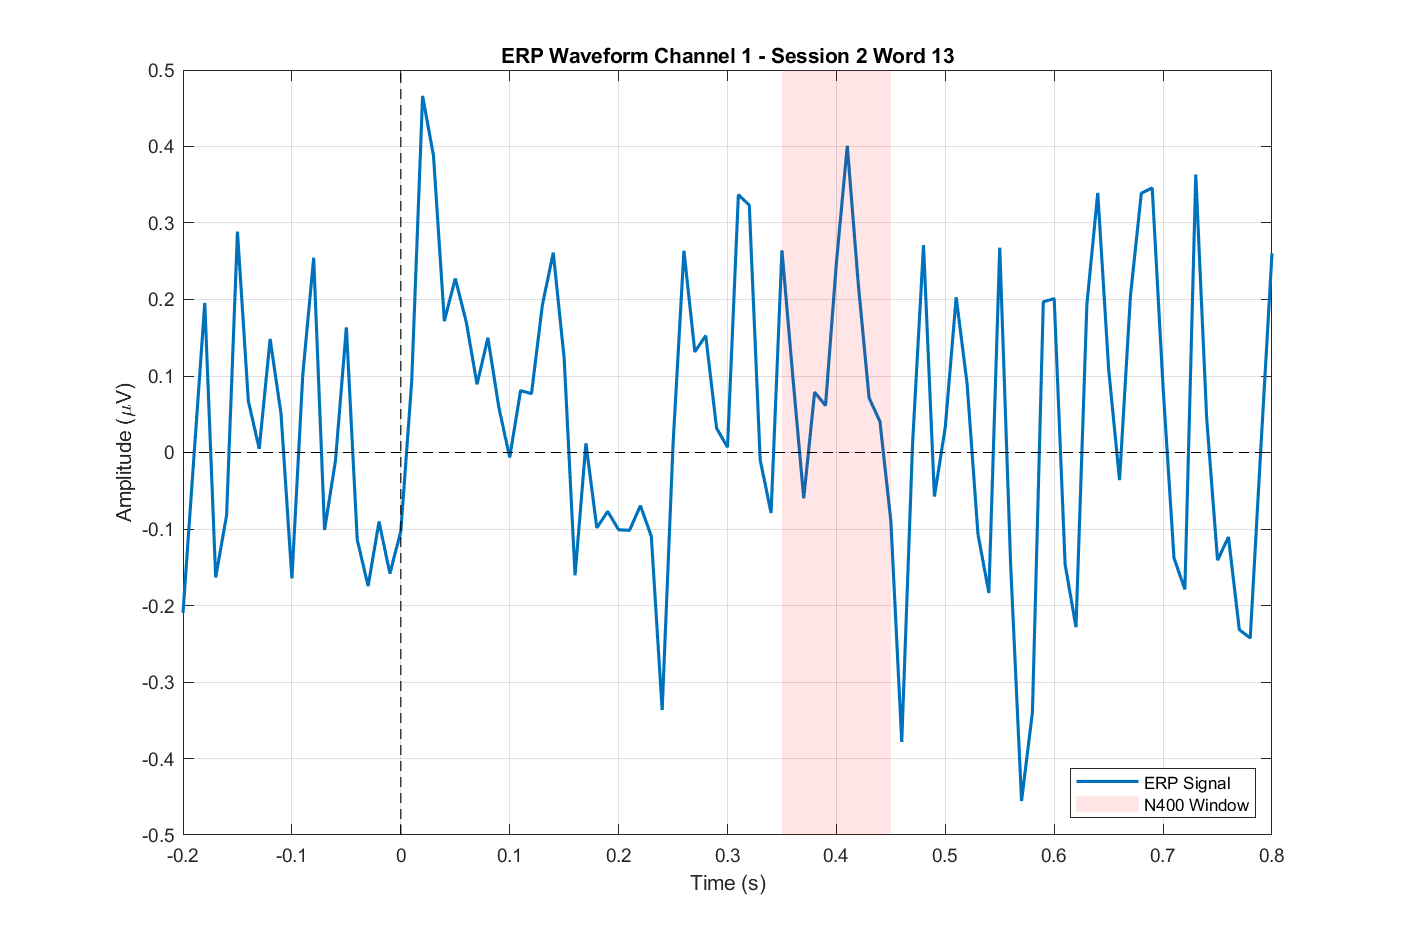 ERP Waveform Channel 1 - Session 2 Word 13
0.5
0.4
0.3
0.2
0.1
0
-0.1
-0.2
-0.3
-0.4
-0.5
Amplitude (μV)
ERP Signal
N400 Window
-0.2 -0.1 0 0.1 0.2 0.3 0.4 0.5 0.6 0.7 0.8
Time (s)